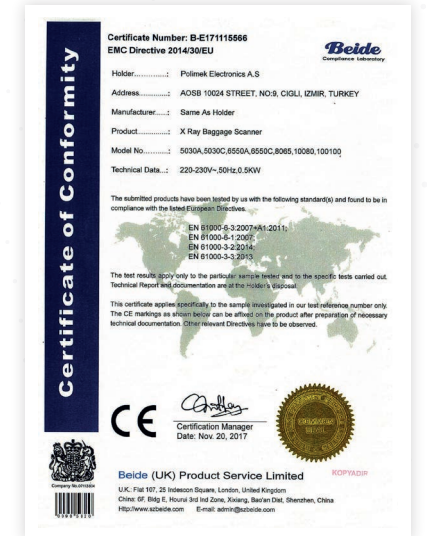 Certificate of Conformity
Certificate Number: B-E171115566
EMC Directive 2014/30/EU
Beide
Compliance Laboratory
Holder..............: Polimek Electronics A.S
Address............: AOSB 10024 STREET, NO:9, CIGLI, IZMIR, TURKEY
Manufacturer......: Same As Holder
Product..............: X Ray Baggage Scanner
Model No...........: 5030A,5030C,6550A,6550C,8065,10080,100100
Technical Data...: 220-230V~,50Hz,0.5KW
The submitted products have been tested by us with the following standard(s) and found to be in
compliance with the listed European Directives.
EN 61000-6-3:2007+A1:2011;
EN 61000-6-1:2007;
EN 61000-3-2:2014;
EN 61000-3-3:2013
The test results apply only to the particular sample tested and to the specific tests carried out.
Technical Report and documentation are at the Holder's disposal.
This certificate applies specifically to the sample investigated in our test reference number only.
The CE markings as shown below can be affixed on the product after preparation of necessary
technical documentation. Other relevant Directives have to be observed.
CE
Certification Manager
Date: Nov. 20, 2017
COMMON
SEAL
KOPYADIP
Beide (UK) Product Service Limited
U.K.: Flat 107, 25 Indescon Square, London, United Kingdom
China: 6F, Bldg E, Hourui 3rd Ind Zone, Xixiang, Bao'an Dist, Shenzhen, China
Http://www.szbeide.com E-mail: admin@szbeide.com